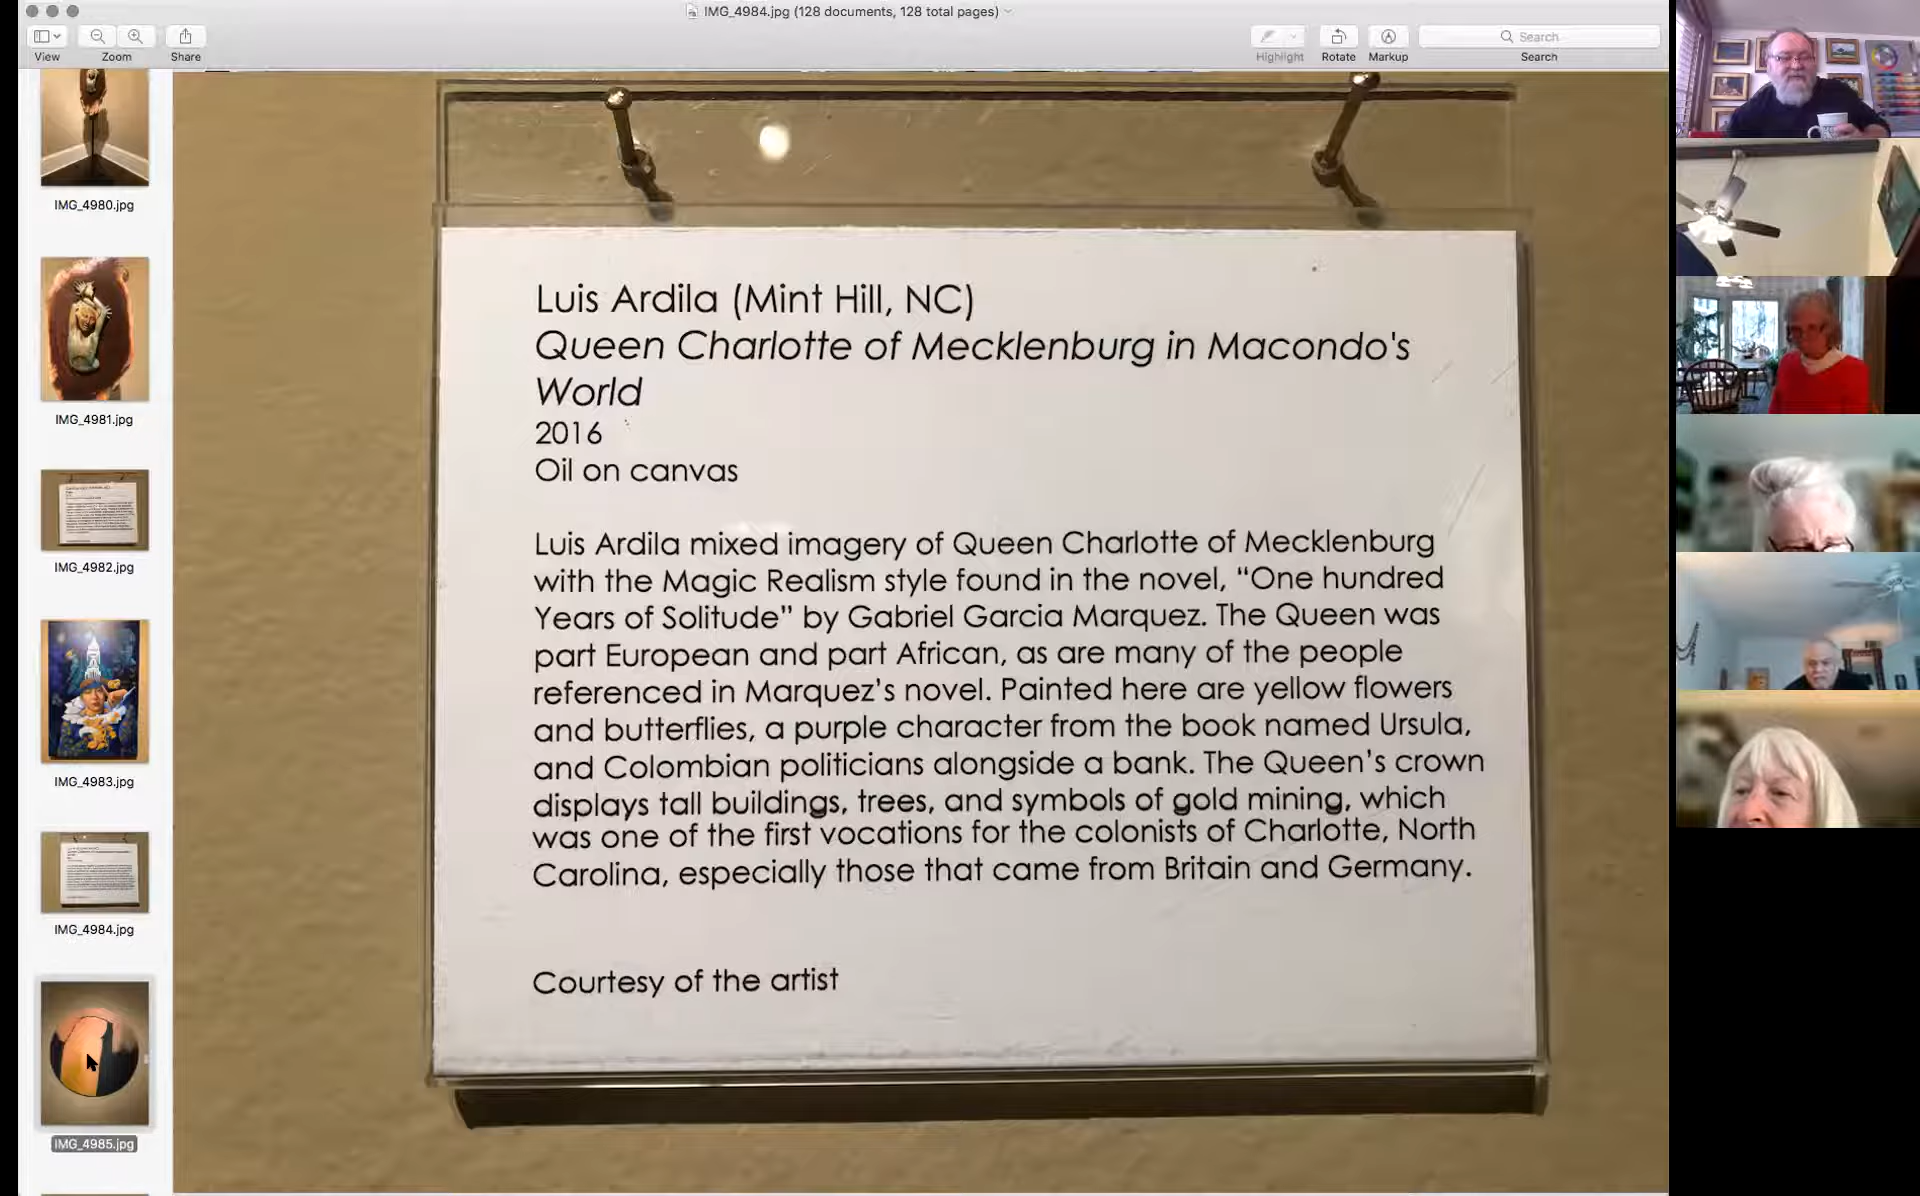 IMG_4984.jpg (128 documents, 128 total pages)
View
Zoom
Share
Highlight
Rotate
Markup
Search
Search
IMG_4980.jpg
IMG_4981.jpg
IMG_4982.jpg
IMG_4983.jpg
IMG_4984.jpg
IMG_4985.jpg
Luis Ardila (Mint Hill, NC)
Queen Charlotte of Mecklenburg in Macondo's
World
2016
Oil on canvas
Luis Ardila mixed imagery of Queen Charlotte of Mecklenburg
with the Magic Realism style found in the novel, “One hundred
Years of Solitude” by Gabriel Garcia Marquez. The Queen was
part European and part African, as are many of the people
referenced in Marquez’s novel. Painted here are yellow flowers
and butterflies, a purple character from the book named Ursula,
and Colombian politicians alongside a bank. The Queen’s crown
displays tall buildings, trees, and symbols of gold mining, which
was one of the first vocations for the colonists of Charlotte, North
Carolina, especially those that came from Britain and Germany.
Courtesy of the artist